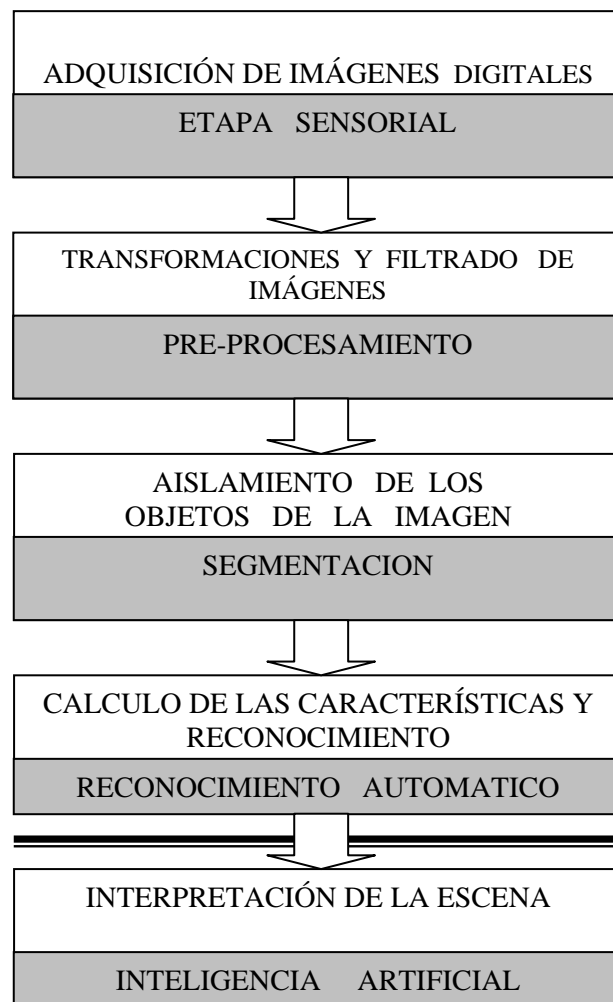 ADQUISICIÓN DE IMÁGENES DIGITALES
ETAPA SENSORIAL
TRANSFORMACIONES Y FILTRADO DE
IMÁGENES
PRE-PROCESAMIENTO
AISLAMIENTO DE LOS
OBJETOS DE LA IMAGEN
SEGMENTACION
CALCULO DE LAS CARACTERÍSTICAS Y
RECONOCIMIENTO
RECONOCIMIENTO AUTOMATICO
INTERPRETACIÓN DE LA ESCENA
INTELIGENCIA ARTIFICIAL